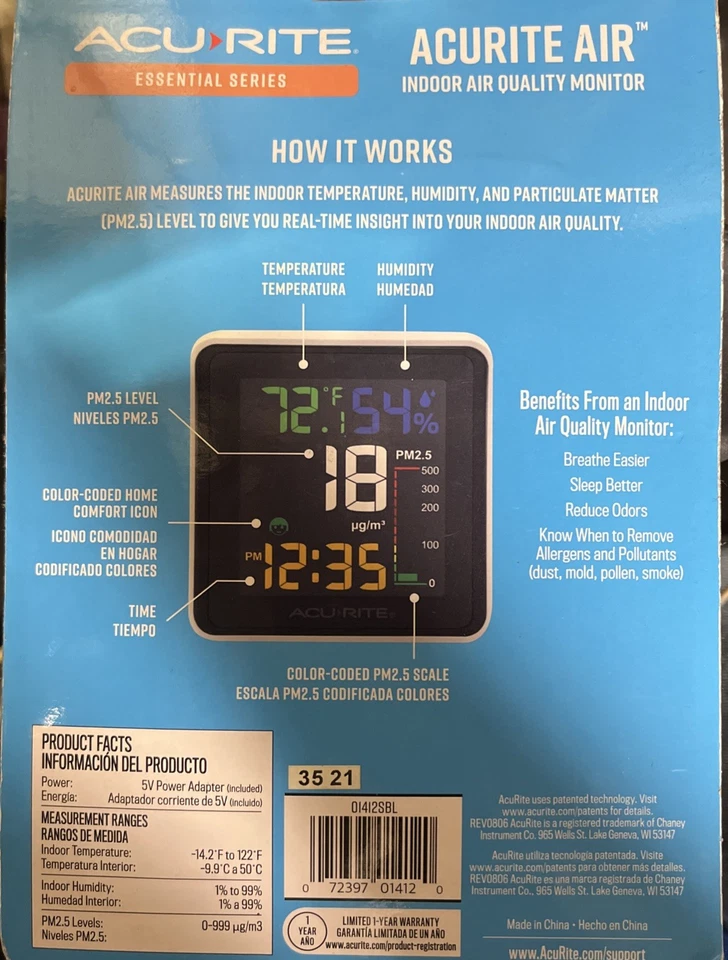 ACU RITE®
ESSENTIAL SERIES
ACURITE AIR™
INDOOR AIR QUALITY MONITOR
HOW IT WORKS
ACURITE AIR MEASURES THE INDOOR TEMPERATURE, HUMIDITY, AND PARTICULATE MATTER
(PM2.5) LEVEL TO GIVE YOU REAL-TIME INSIGHT INTO YOUR INDOOR AIR QUALITY.
TEMPERATURE
TEMPERATURA
HUMIDITY
HUMEDAD
PM2.5 LEVEL
NIVELES PM2.5
COLOR-CODED HOME
COMFORT ICON
ICONO COMODIDAD
EN HOGAR
CODIFICADO COLORES
TIME
TIEMPO
72.1°F 54%
18
µg/m³
PM2.5
500
300
200
100
0
PM 12:35
ACU RITE®
COLOR-CODED PM2.5 SCALE
ESCALA PM2.5 CODIFICADA COLORES
Benefits From an Indoor
Air Quality Monitor:
Breathe Easier
Sleep Better
Reduce Odors
Know When to Remove
Allergens and Pollutants
(dust, mold, pollen, smoke)
PRODUCT FACTS
INFORMACIÓN DEL PRODUCTO
Power: 5V Power Adapter (included)
Energía: Adaptador corriente de 5V (incluido)
MEASUREMENT RANGES
RANGOS DE MEDIDA
Indoor Temperature: -14.2°F to 122°F
Temperatura Interior: -9.9°C a 50°C
Indoor Humidity: 1% to 99%
Humedad Interior: 1% a 99%
PM2.5 Levels: 0-999 µg/m3
Niveles PM2.5:
35 21
01412SBL
0 72397 01412 0
1
YEAR
AÑO
LIMITED 1-YEAR WARRANTY
GARANTÍA LIMITADA DE UN AÑO
www.acurite.com/product-registration
AcuRite uses patented technology. Visit
www.acurite.com/patents for details.
REV0806 AcuRite is a registered trademark of Chaney
Instrument Co. 965 Wells St. Lake Geneva, WI 53147
AcuRite utiliza tecnología patentada. Visite
www.acurite.com/patents para obtener más detalles.
REV0806 AcuRite es una marca registrada de Chaney
Instrument Co., 965 Wells St. Lake Geneva, WI 53147
Made in China • Hecho en China
www.AcuRite.com/support